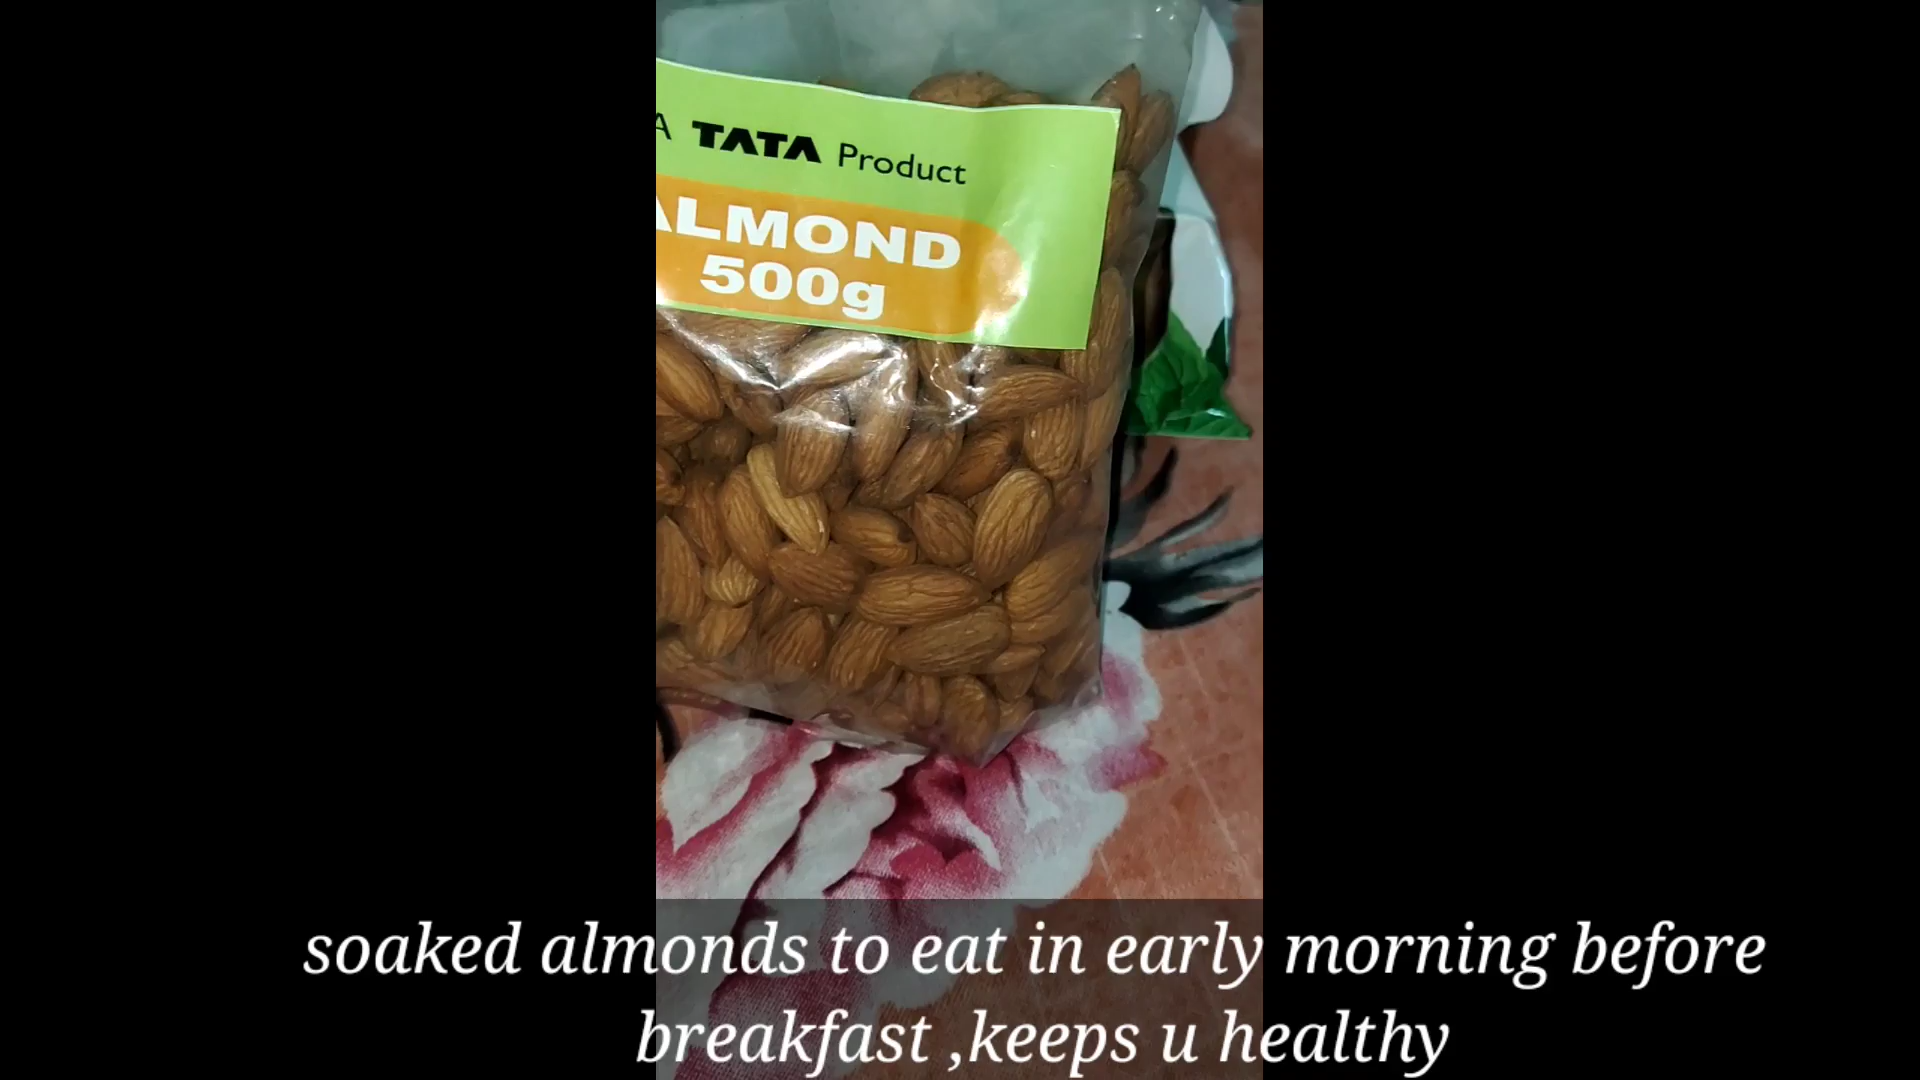 A TATA Product
ALMOND
500g
soaked almonds to eat in early morning before
breakfast ,keeps u healthy